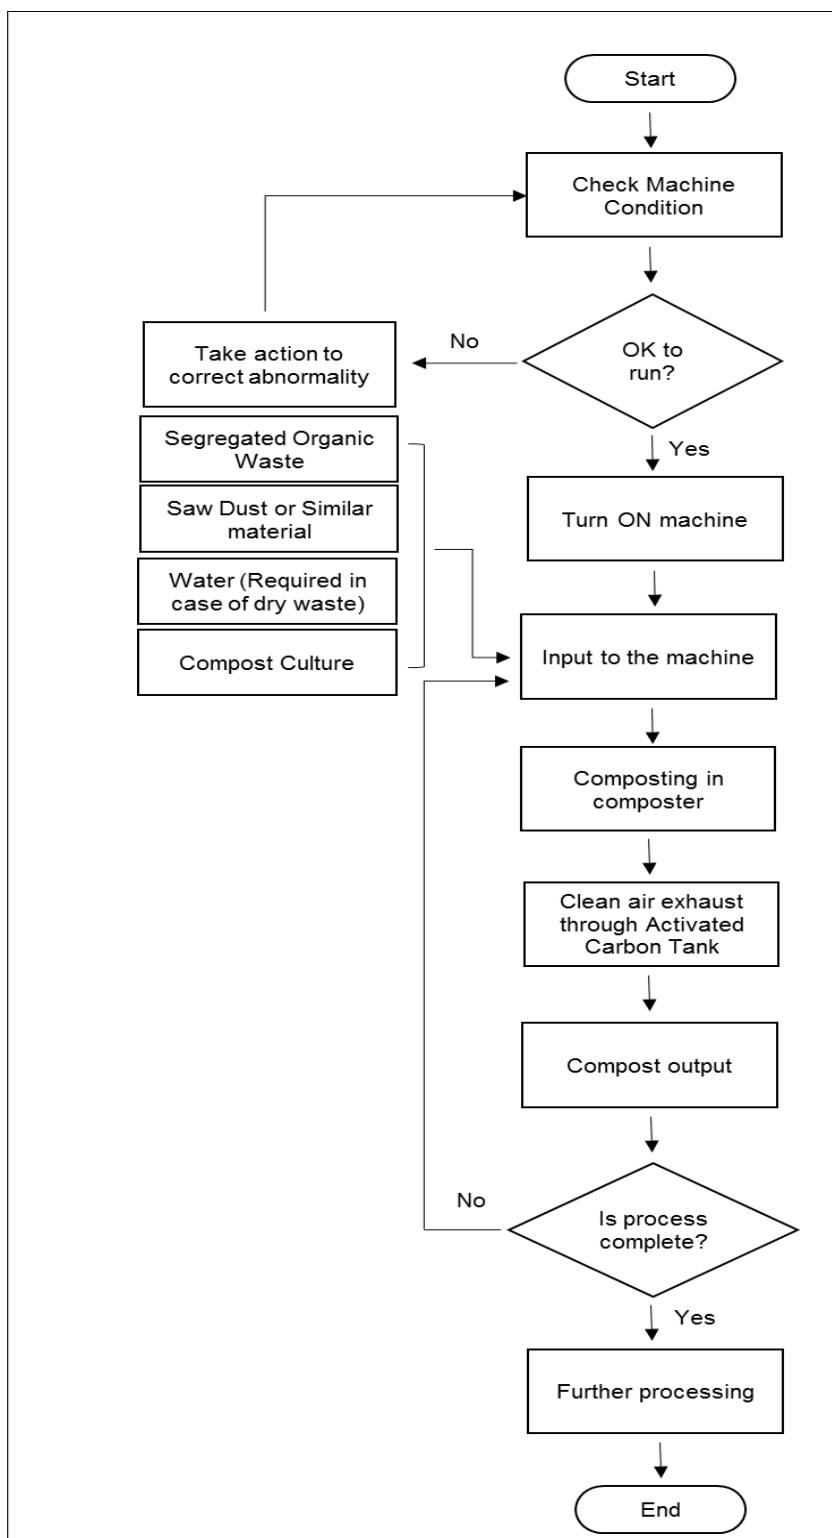 Start
Check Machine
Condition
OK to
run?
No
Take action to
correct abnormality
Yes
Turn ON machine
Segregated Organic
Waste
Saw Dust or Similar
material
Water (Required in
case of dry waste)
Compost Culture
Input to the machine
Composting in
composter
Clean air exhaust
through Activated
Carbon Tank
Compost output
Is process
complete?
No
Yes
Further processing
End